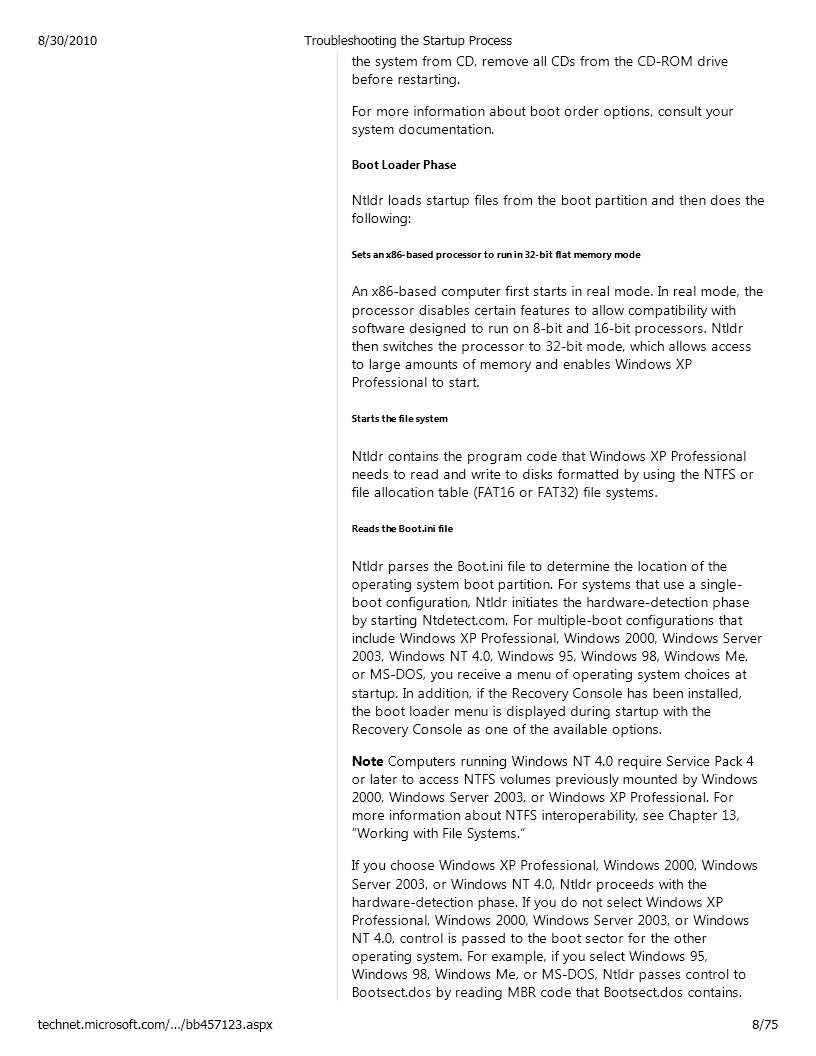 8/30/2010 Troubleshooting the Startup Process
the system from CD, remove all CDs from the CD-ROM drive
before restarting.
For more information about boot order options, consult your
system documentation.
Boot Loader Phase
Ntldr loads startup files from the boot partition and then does the
following:
Sets an x86-based processor to run in 32-bit flat memory mode
An x86-based computer first starts in real mode. In real mode, the
processor disables certain features to allow compatibility with
software designed to run on 8-bit and 16-bit processors. Ntldr
then switches the processor to 32-bit mode, which allows access
to large amounts of memory and enables Windows XP
Professional to start.
Starts the file system
Ntldr contains the program code that Windows XP Professional
needs to read and write to disks formatted by using the NTFS or
file allocation table (FAT16 or FAT32) file systems.
Reads the Boot.ini file
Ntldr parses the Boot.ini file to determine the location of the
operating system boot partition. For systems that use a single-
boot configuration, Ntldr initiates the hardware-detection phase
by starting Ntdetect.com. For multiple-boot configurations that
include Windows XP Professional, Windows 2000, Windows Server
2003, Windows NT 4.0, Windows 95, Windows 98, Windows Me,
or MS-DOS, you receive a menu of operating system choices at
startup. In addition, if the Recovery Console has been installed,
the boot loader menu is displayed during startup with the
Recovery Console as one of the available options.
Note Computers running Windows NT 4.0 require Service Pack 4
or later to access NTFS volumes previously mounted by Windows
2000, Windows Server 2003, or Windows XP Professional. For
more information about NTFS interoperability, see Chapter 13,
"Working with File Systems."
If you choose Windows XP Professional, Windows 2000, Windows
Server 2003, or Windows NT 4.0, Ntldr proceeds with the
hardware-detection phase. If you do not select Windows XP
Professional, Windows 2000, Windows Server 2003, or Windows
NT 4.0, control is passed to the boot sector for the other
operating system. For example, if you select Windows 95,
Windows 98, Windows Me, or MS-DOS, Ntldr passes control to
Bootsect.dos by reading MBR code that Bootsect.dos contains.
technet.microsoft.com/.../bb457123.aspx 8/75